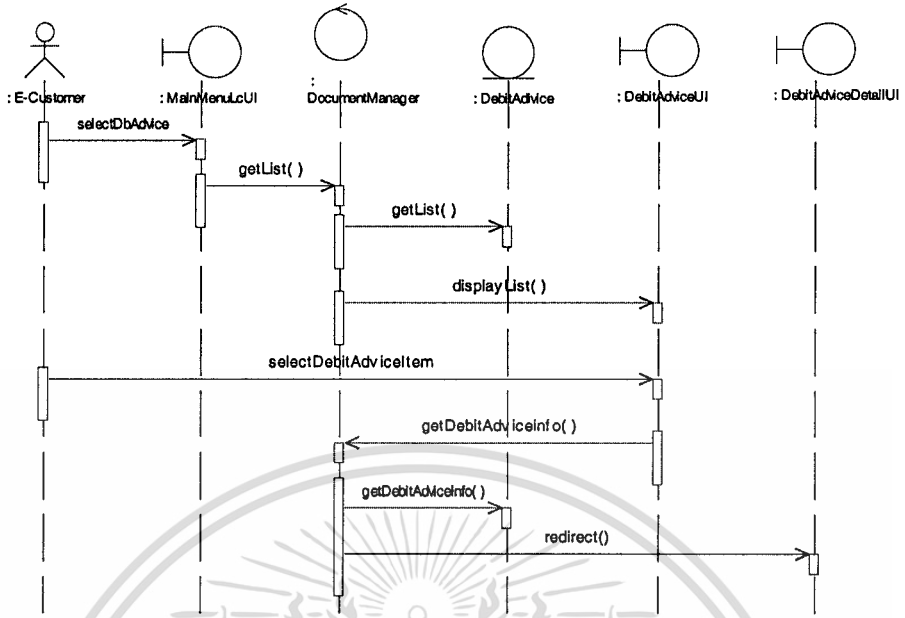 : E-Customer
: MainMenuLcUI
:
DocumentManager
: DebitAdvice
: DebitAdviceUI
: DebitAdviceDetailUI
selectDbAdvice
getList( )
getList( )
displayList( )
selectDebitAdviceItem
getDebitAdviceInfo( )
getDebitAdviceInfo( )
redirect()